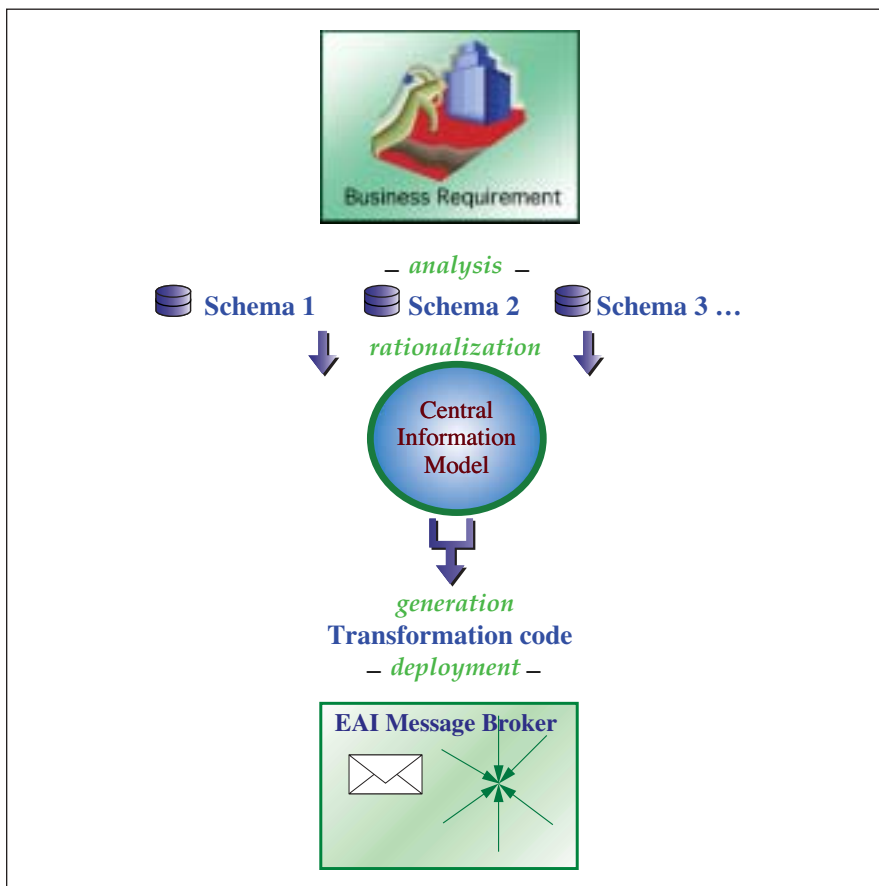 Business Requirement
– analysis –
Schema 1 Schema 2 Schema 3 ...
rationalization
Central
Information
Model
generation
Transformation code
– deployment –
EAI Message Broker